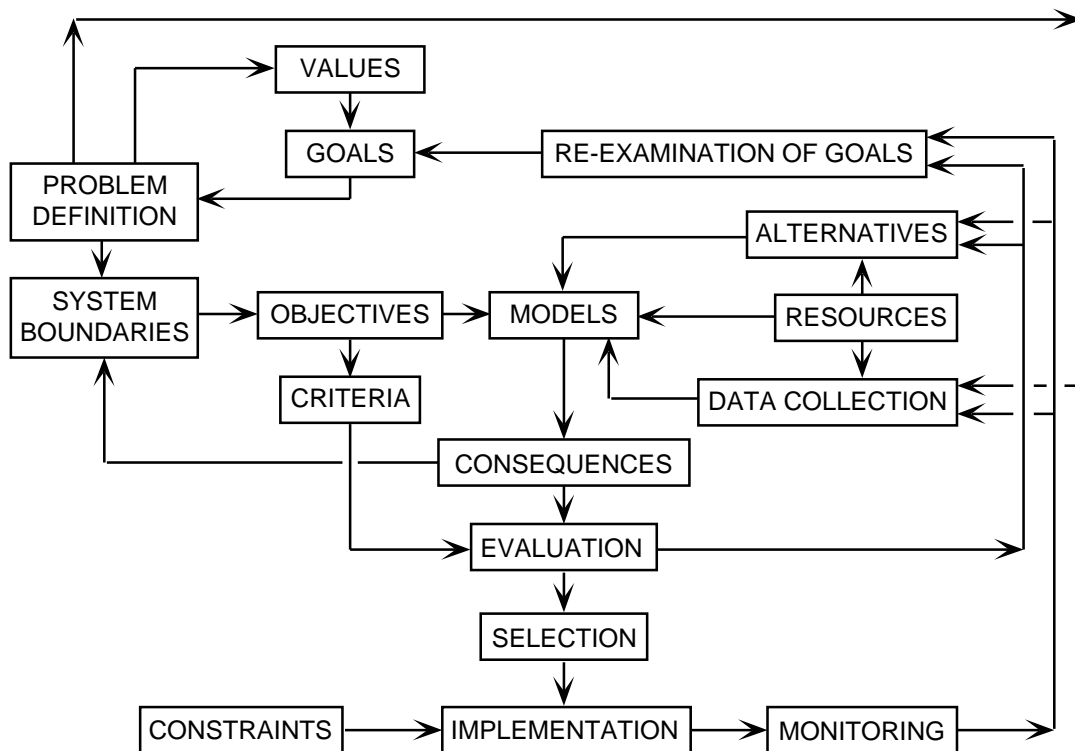 VALUES
GOALS
RE-EXAMINATION OF GOALS
PROBLEM
DEFINITION
ALTERNATIVES
SYSTEM
BOUNDARIES
OBJECTIVES
MODELS
RESOURCES
CRITERIA
DATA COLLECTION
CONSEQUENCES
EVALUATION
SELECTION
CONSTRAINTS
IMPLEMENTATION
MONITORING